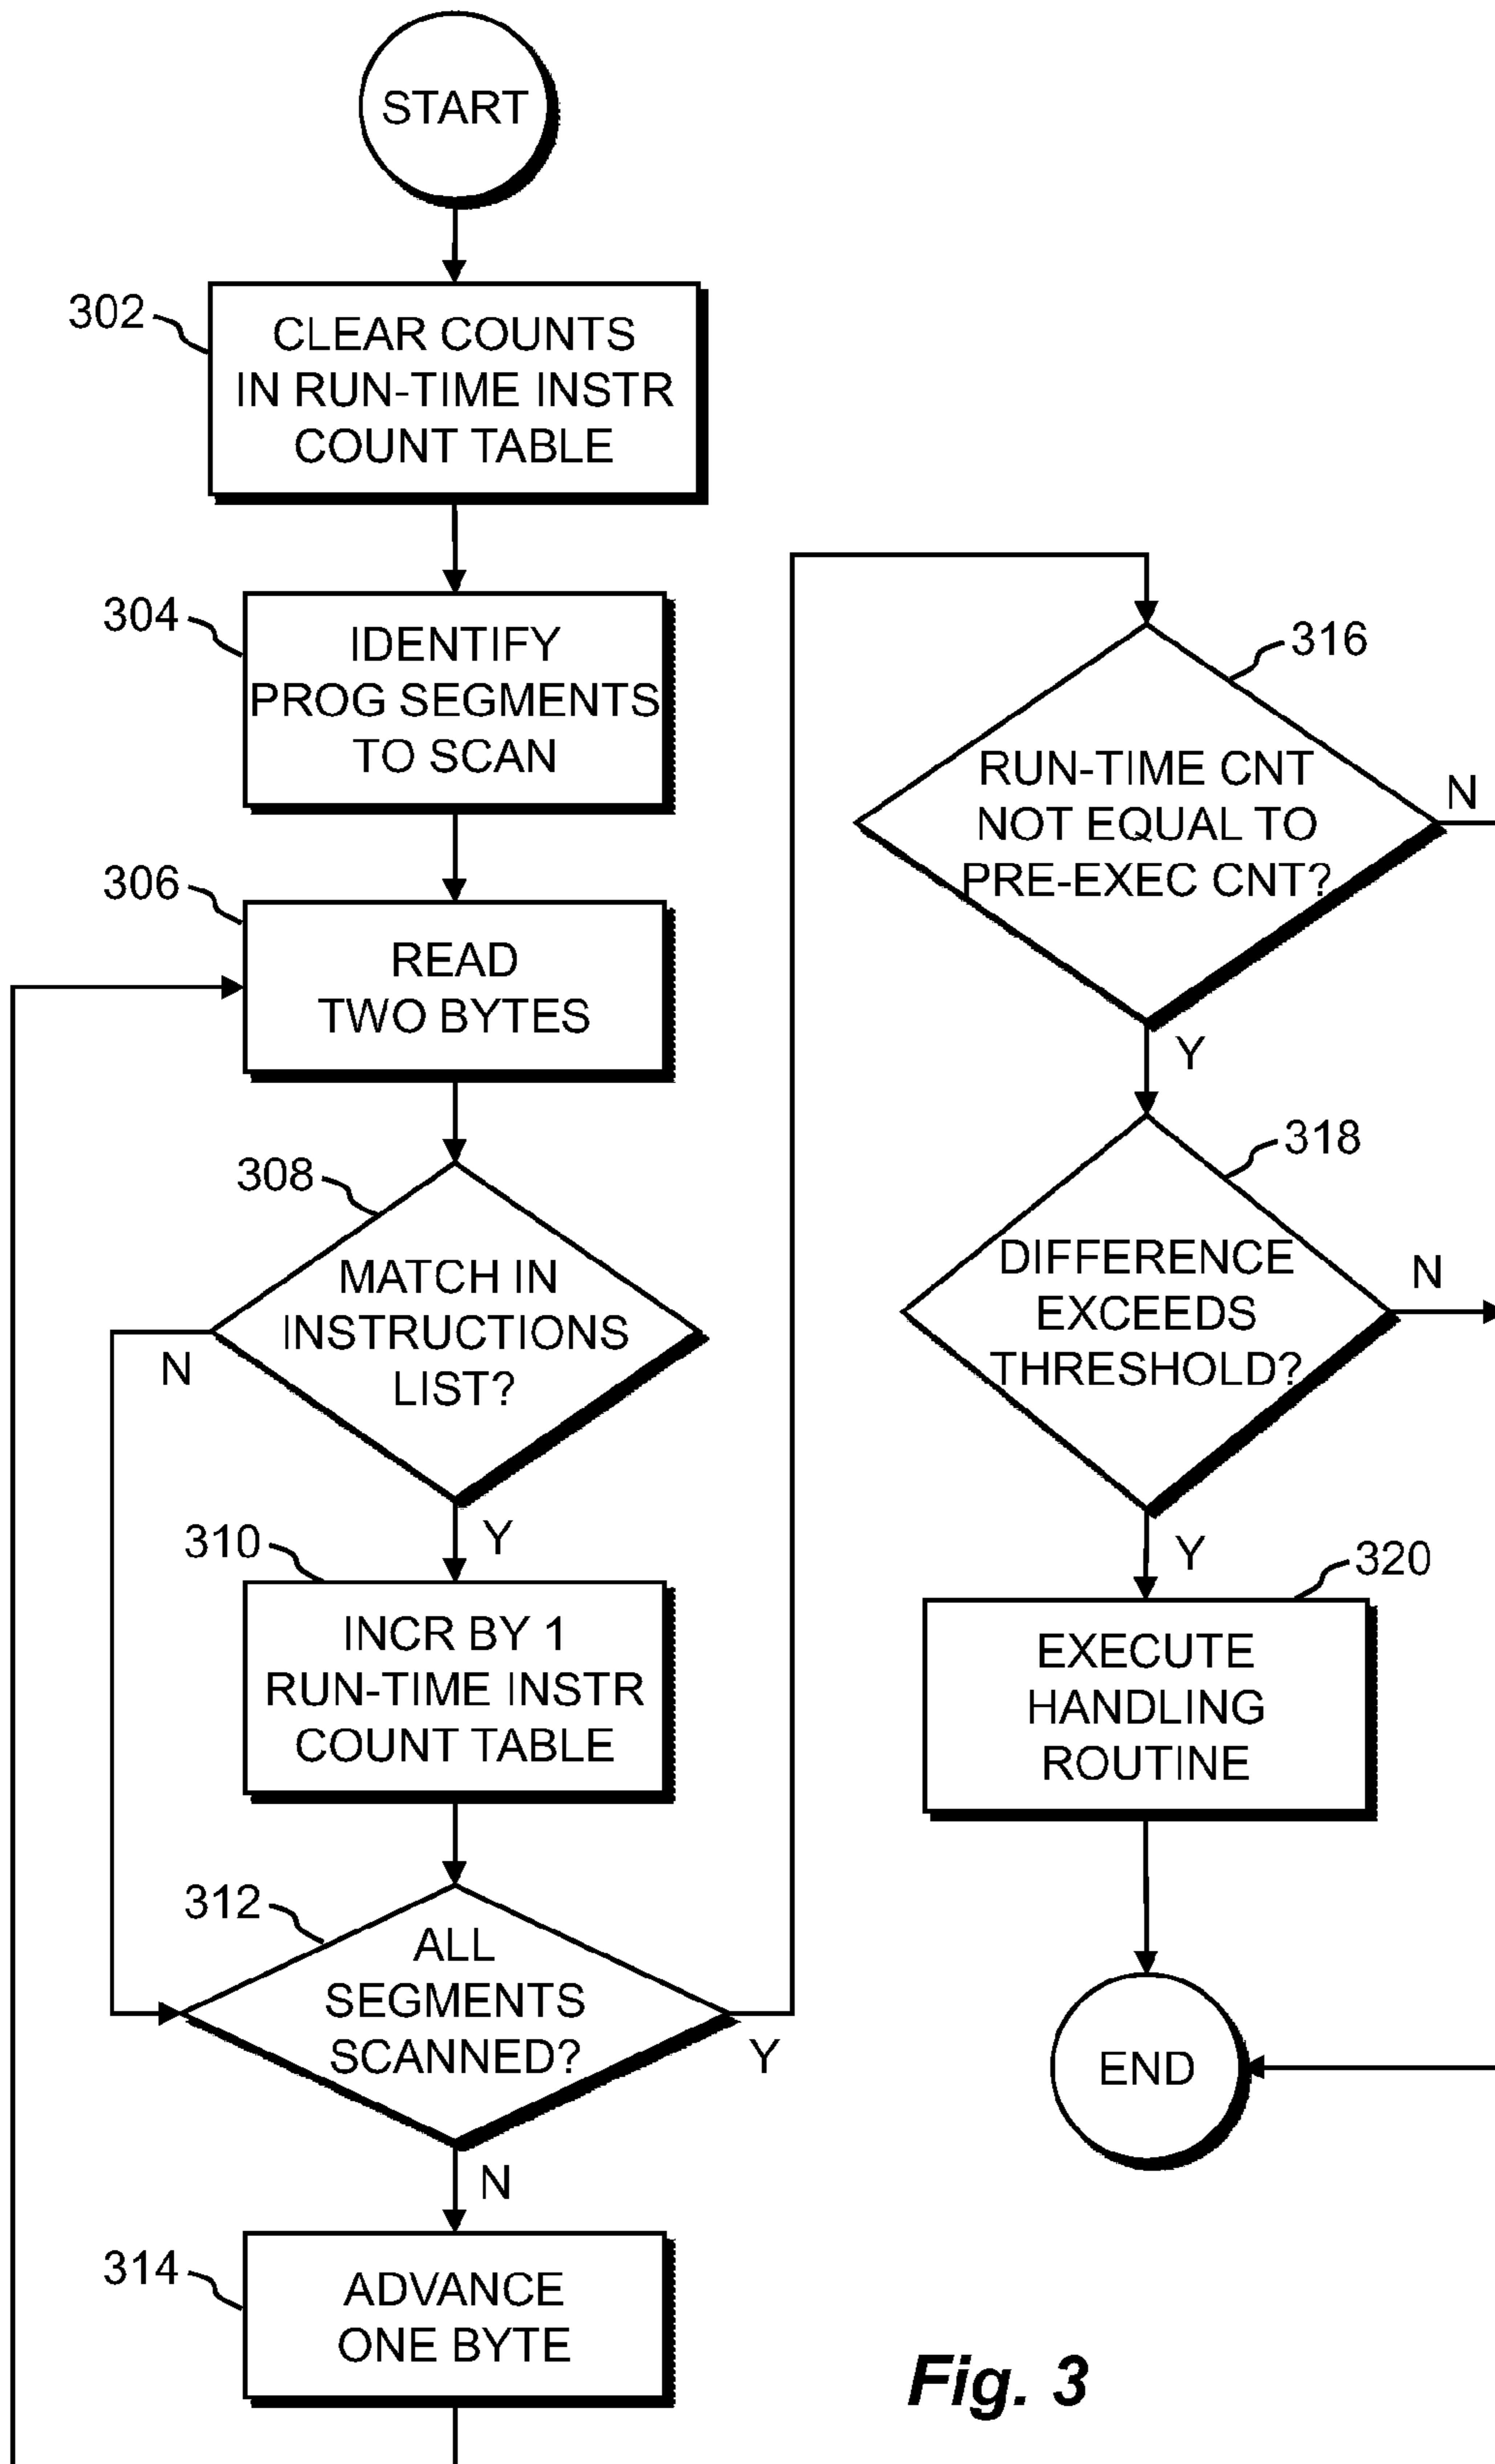 START
302
CLEAR COUNTS
IN RUN-TIME INSTR
COUNT TABLE
304
IDENTIFY
PROG SEGMENTS
TO SCAN
306
READ
TWO BYTES
308
MATCH IN
INSTRUCTIONS
LIST?
N
Y
310
INCR BY 1
RUN-TIME INSTR
COUNT TABLE
312
ALL
SEGMENTS
SCANNED?
Y
N
314
ADVANCE
ONE BYTE
316
RUN-TIME CNT
NOT EQUAL TO
PRE-EXEC CNT?
N
Y
318
DIFFERENCE
EXCEEDS
THRESHOLD?
N
Y
320
EXECUTE
HANDLING
ROUTINE
END
Fig. 3